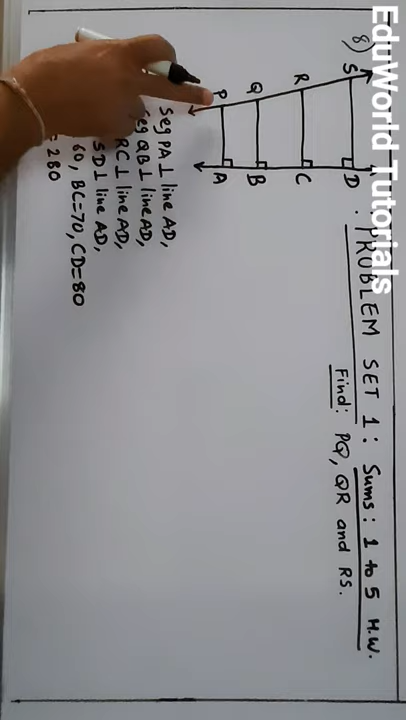 EduWorld Tutorials
PROBLEM SET 1: Sums: 1 to 5 H.W.
8)
Find: PQ, QR and RS.
S
R
Q
P
D
C
B
A
Seg PA ⊥ line AD,
seg QB ⊥ line AD,
RC ⊥ line AD,
SD ⊥ line AD,
60, BC=70, CD=80
= 280